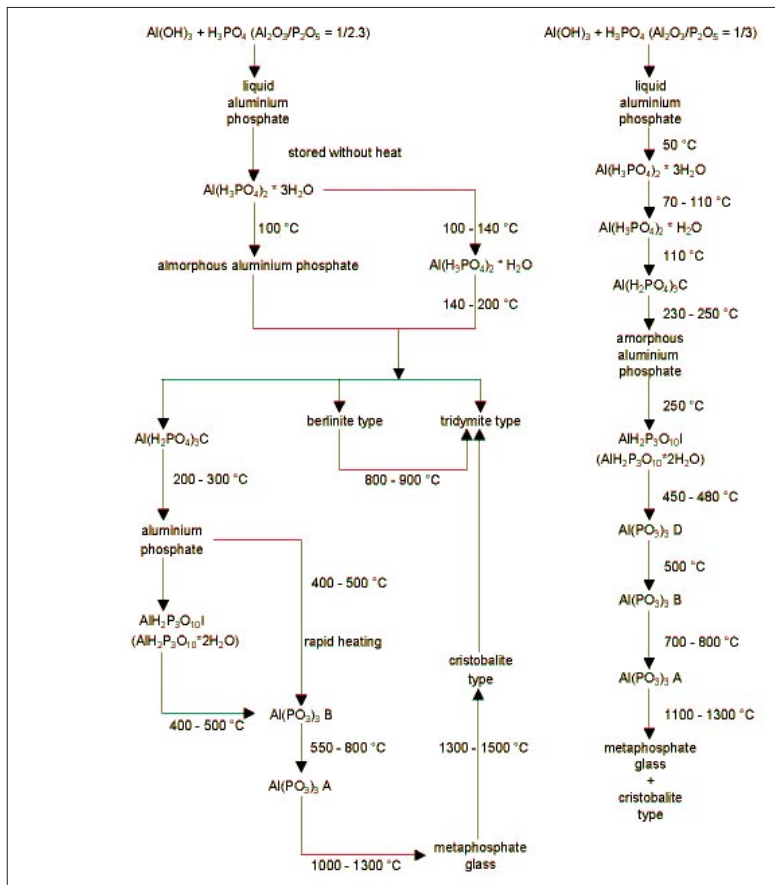 Al(OH)₃ + H₃PO₄ (Al₂O₃/P₂O₅ = 1/2.3)
liquid
aluminium
phosphate
stored without heat
Al(H₃PO₄)₂ * 3H₂O
100 °C
100 - 140 °C
almorphous aluminium phosphate
Al(H₃PO₄)₂ * H₂O
140 - 200 °C
Al(H₂PO₄)₃C
berlinite type
tridymite type
200 - 300 °C
800 - 900 °C
aluminium
phosphate
400 - 500 °C
AlH₂P₃O₁₀I
(AlH₂P₃O₁₀*2H₂O)
rapid heating
cristobalite
type
400 - 500 °C
Al(PO₃)₃ B
550 - 800 °C
1300 - 1500 °C
Al(PO₃)₃ A
1000 - 1300 °C
metaphosphate
glass
Al(OH)₃ + H₃PO₄ (Al₂O₃/P₂O₅ = 1/3)
liquid
aluminium
phosphate
50 °C
Al(H₃PO₄)₂ * 3H₂O
70 - 110 °C
Al(H₃PO₄)₂ * H₂O
110 °C
Al(H₂PO₄)₃C
230 - 250 °C
amorphous
aluminium
phosphate
250 °C
AlH₂P₃O₁₀I
(AlH₂P₃O₁₀*2H₂O)
450 - 480 °C
Al(PO₃)₃ D
500 °C
Al(PO₃)₃ B
700 - 800 °C
Al(PO₃)₃ A
1100 - 1300 °C
metaphosphate
glass
+
cristobalite
type